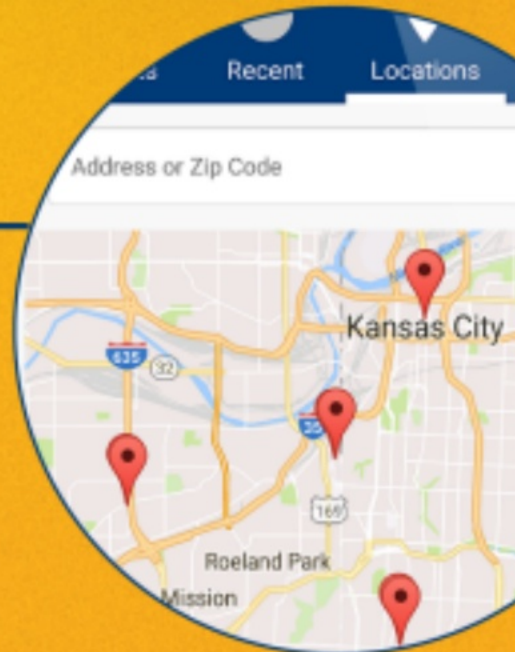 Recent Locations
Address or Zip Code
Kansas City
635
32
35
169
Roeland Park
Mission